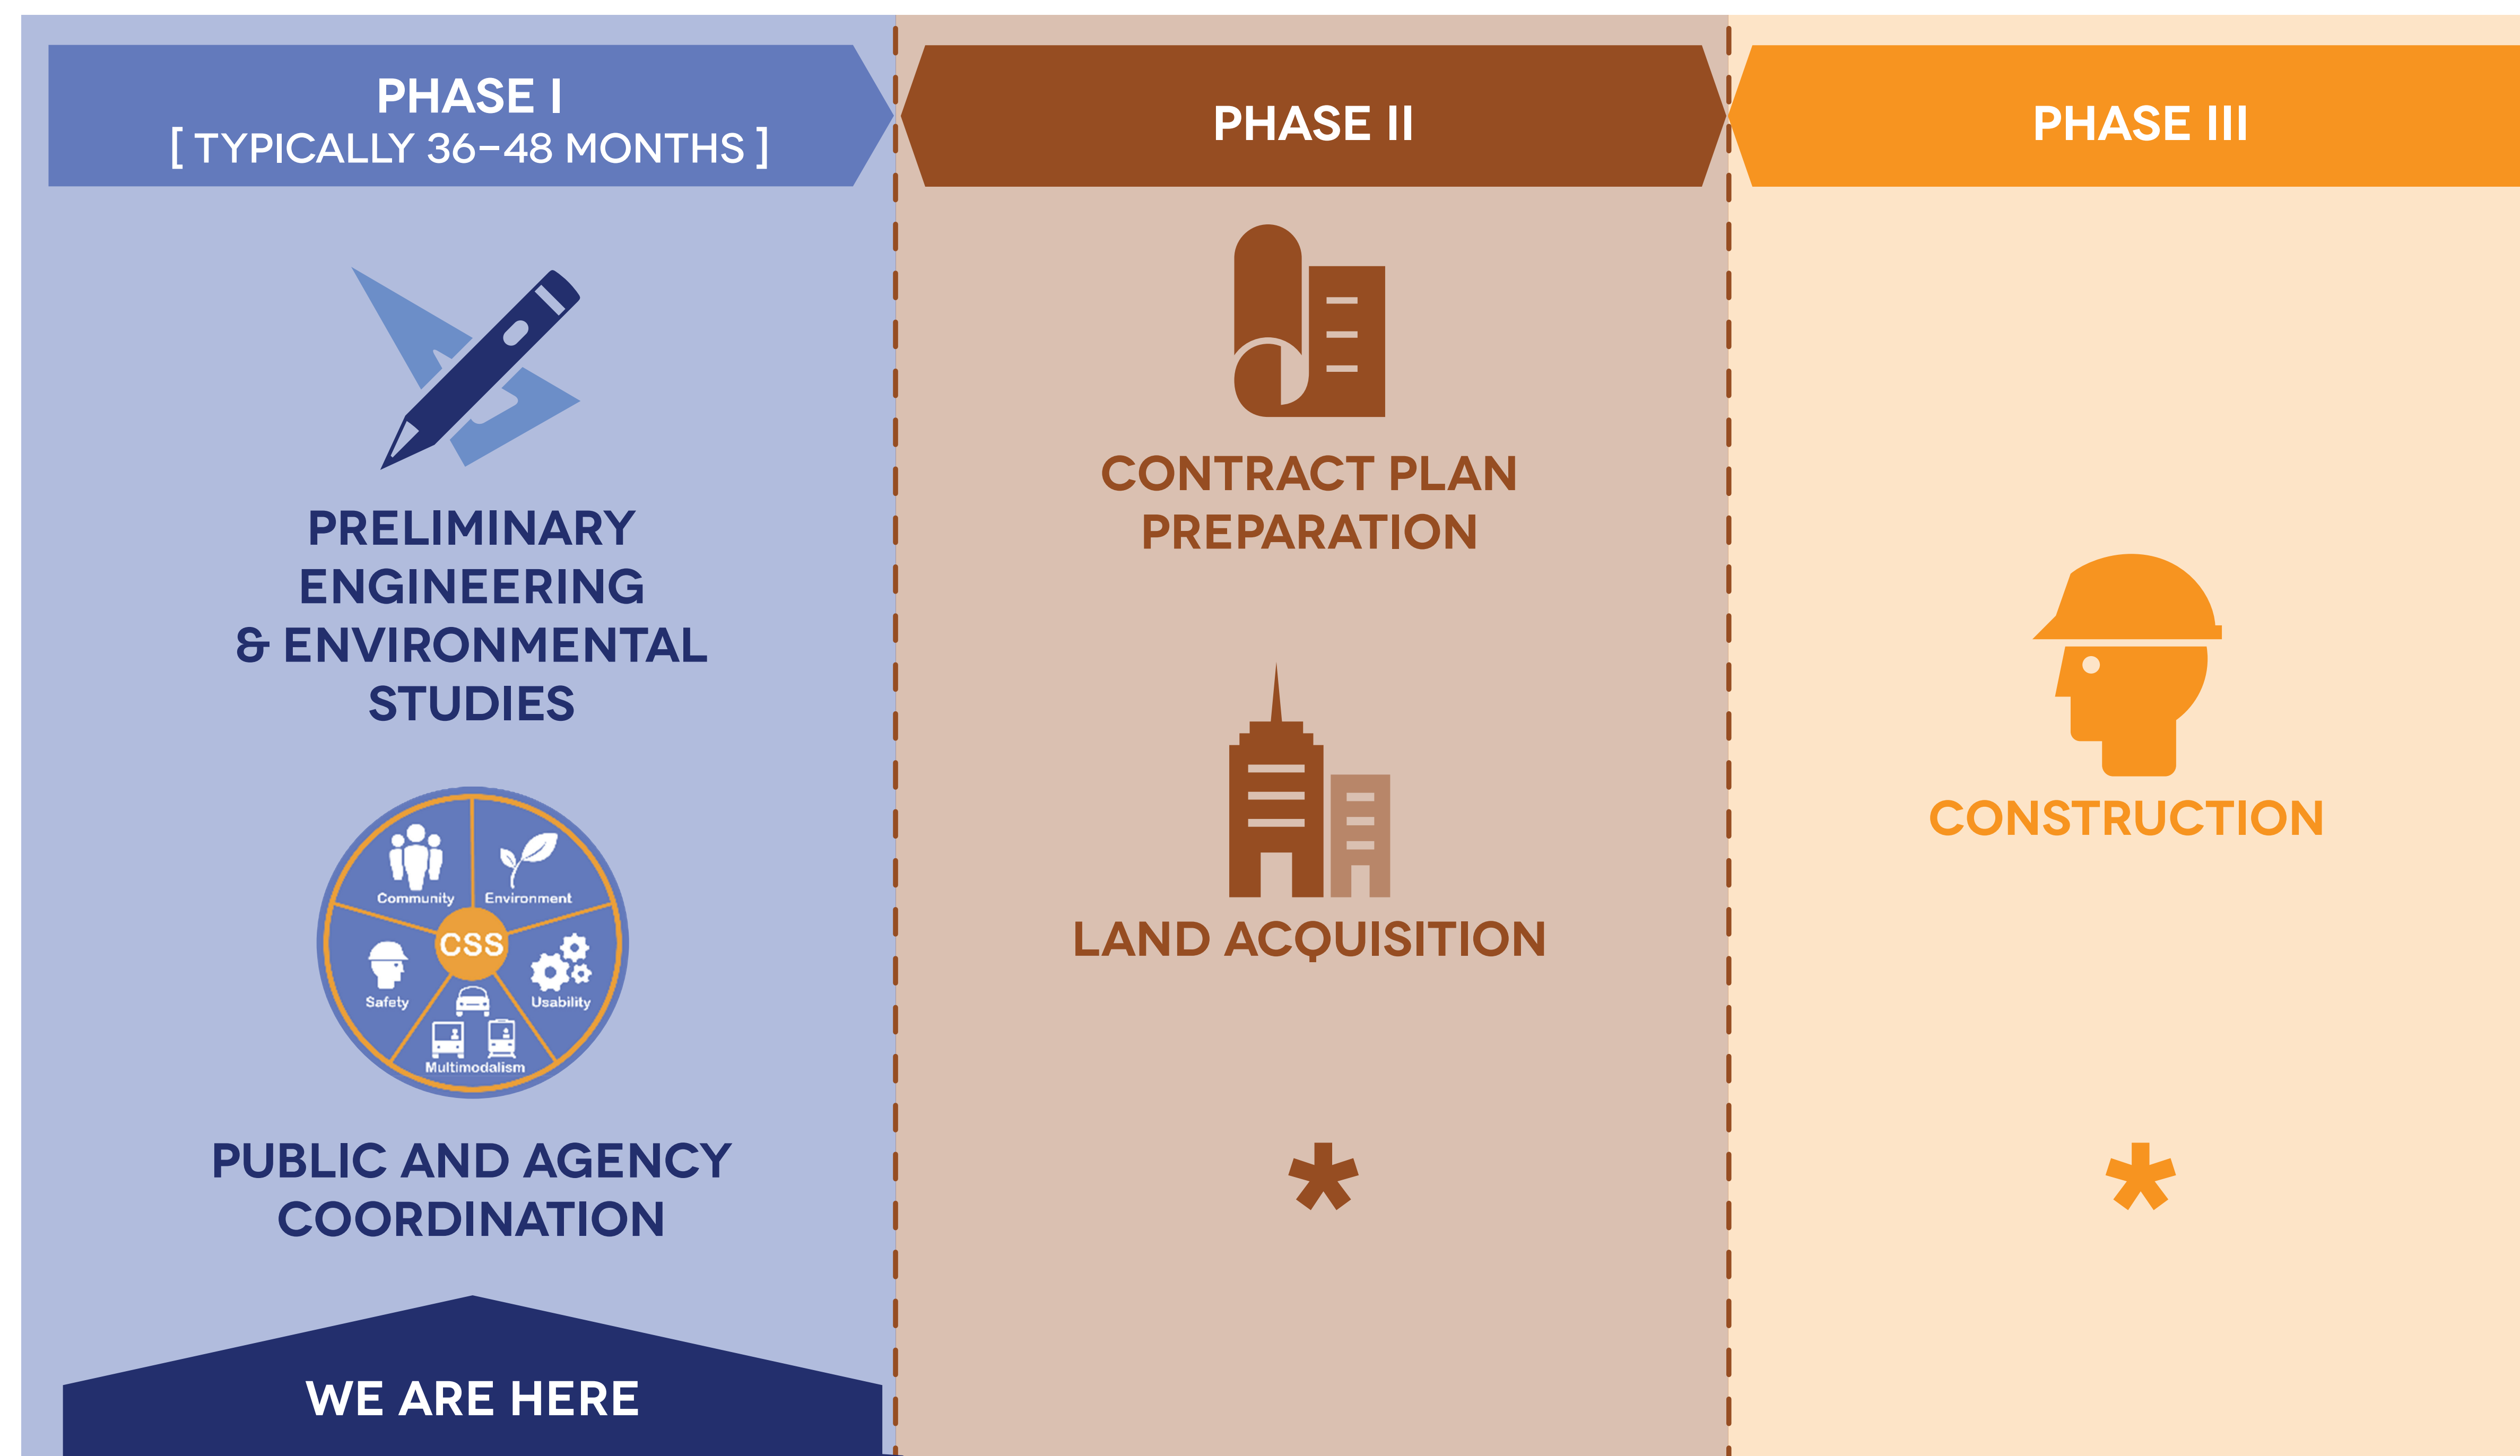 PHASE I
[ TYPICALLY 36-48 MONTHS ]
PRELIMINARY
ENGINEERING
& ENVIRONMENTAL
STUDIES
Community
Environment
CSS
Safety
Usability
Multimodalism
PUBLIC AND AGENCY
COORDINATION
WE ARE HERE
PHASE II
CONTRACT PLAN
PREPARATION
LAND ACQUISITION
*
PHASE III
CONSTRUCTION
*